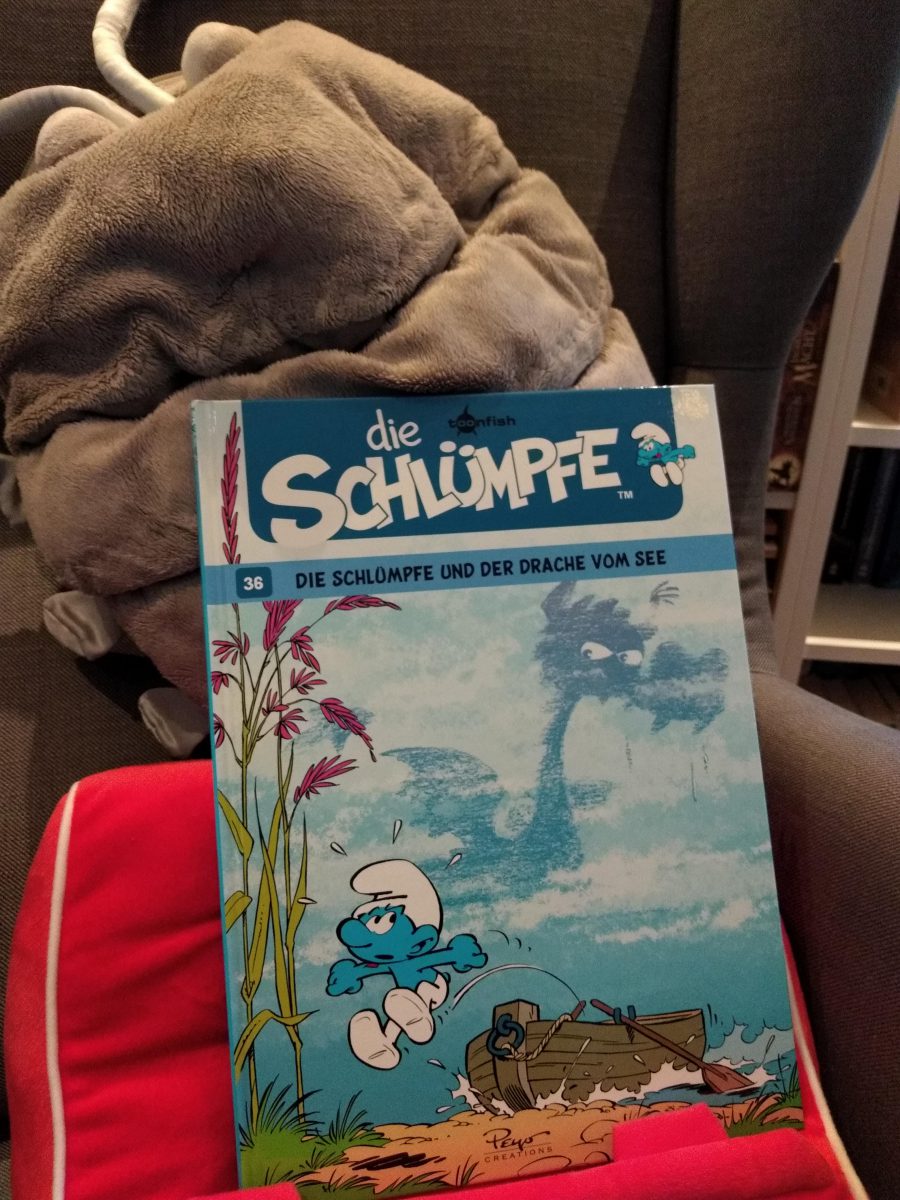 die
toonfish
SCHLÜMPFE ™
36 DIE SCHLÜMPFE UND DER DRACHE VOM SEE
Peyo
CREATIONS